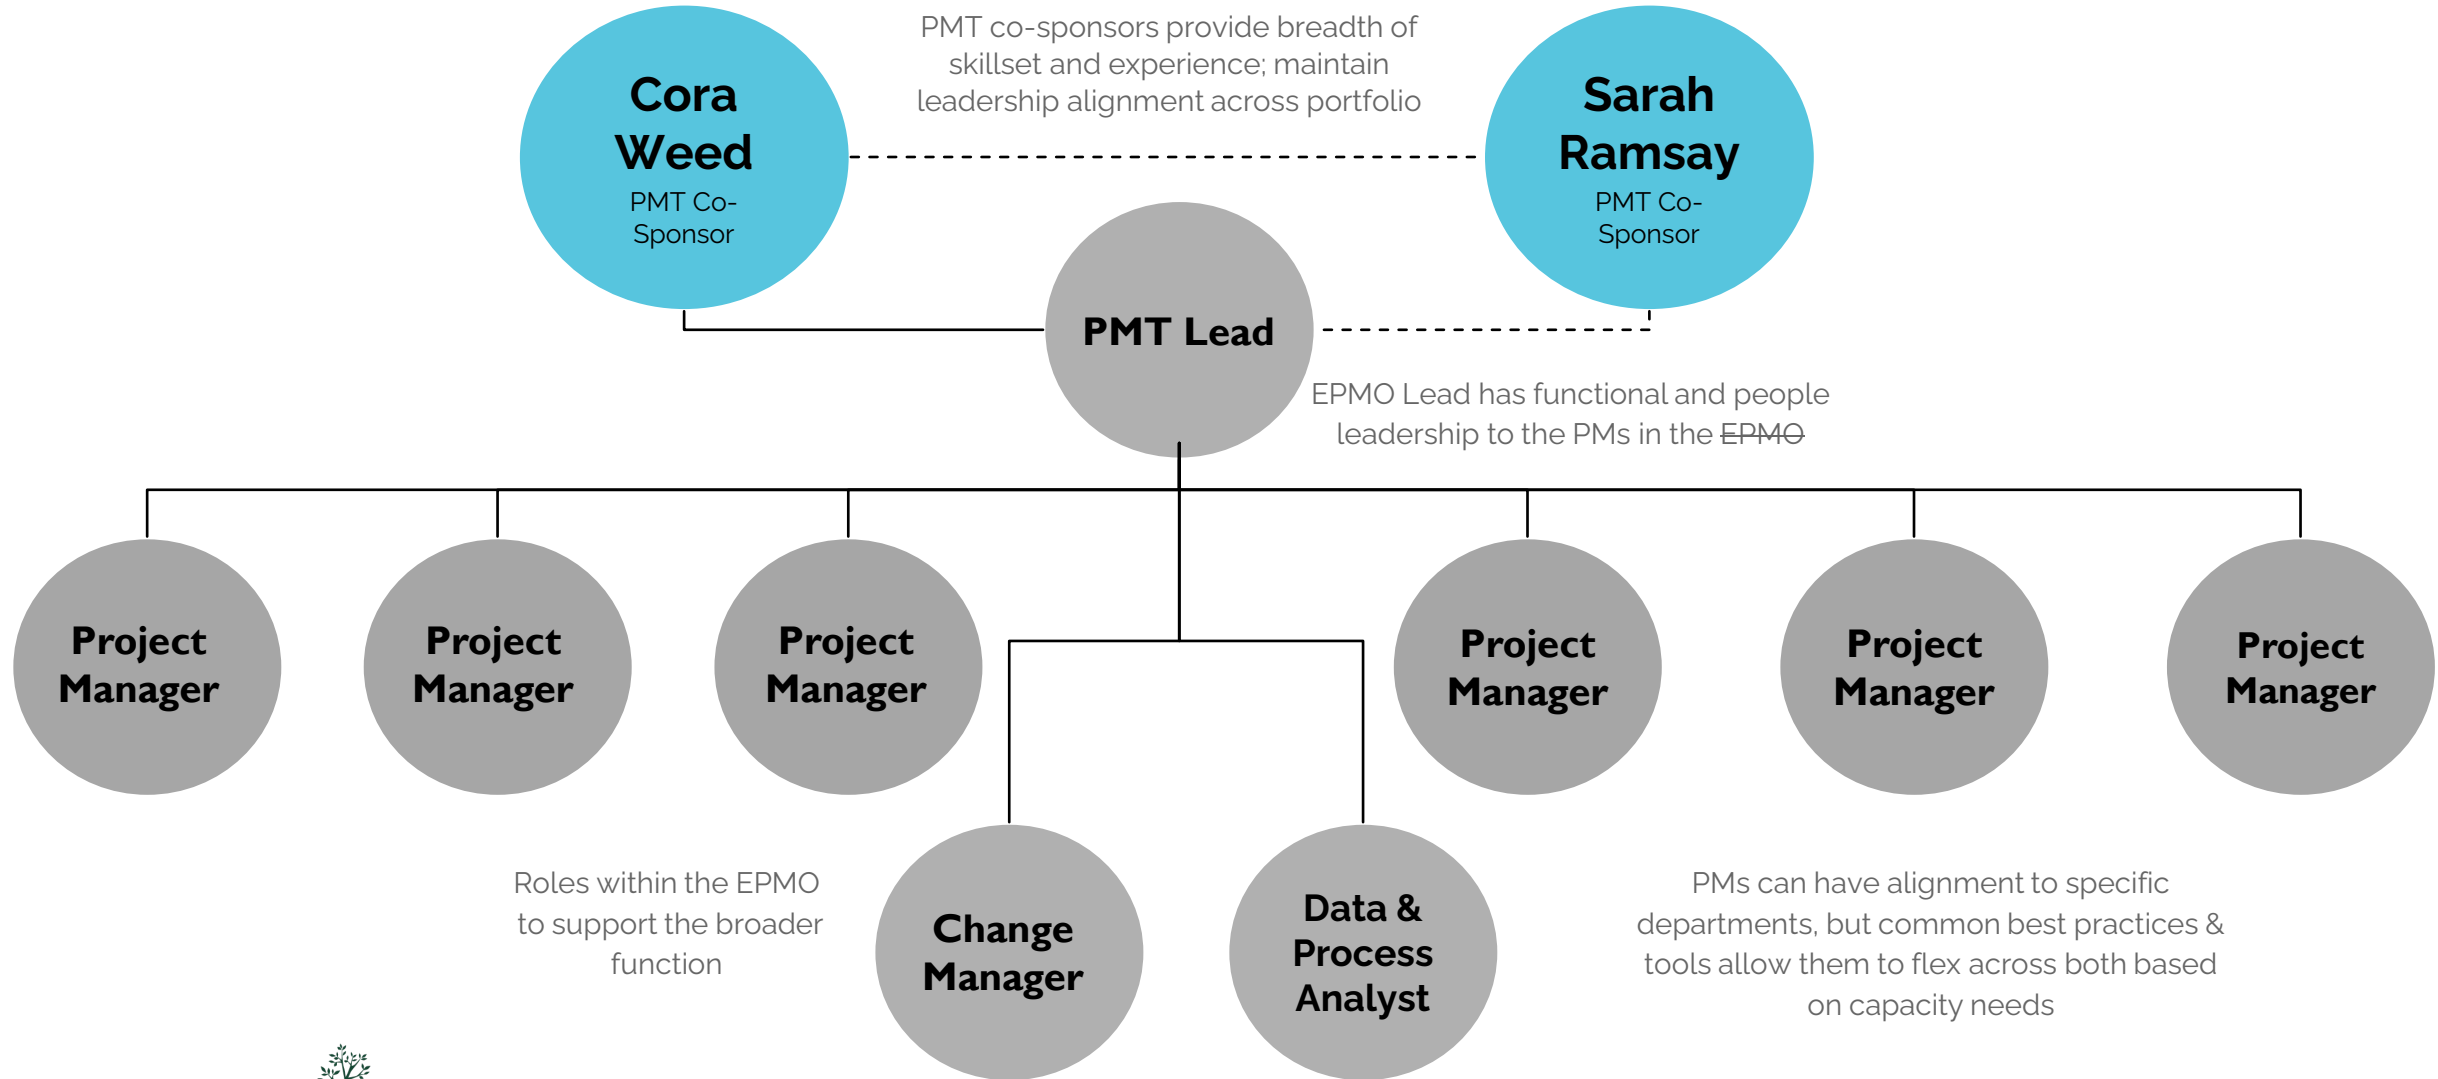 PMT co-sponsors provide breadth of
skillset and experience; maintain
leadership alignment across portfolio
Cora
Weed
PMT Co-
Sponsor
Sarah
Ramsay
PMT Co-
Sponsor
PMT Lead
EPMO Lead has functional and people
leadership to the PMs in the EPMO
Project
Manager
Project
Manager
Project
Manager
Project
Manager
Project
Manager
Project
Manager
Roles within the EPMO
to support the broader
function
Change
Manager
Data &
Process
Analyst
PMs can have alignment to specific
departments, but common best practices &
tools allow them to flex across both based
on capacity needs